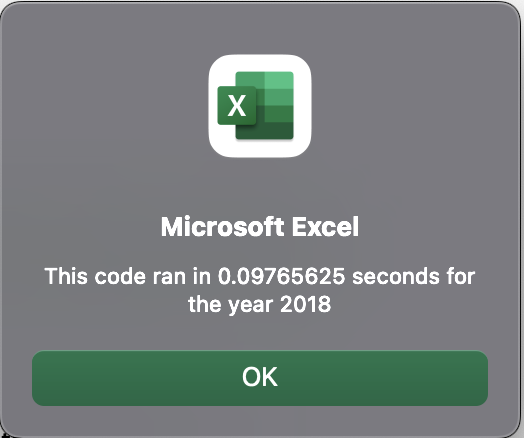 X
Microsoft Excel
This code ran in 0.09765625 seconds for
the year 2018
OK